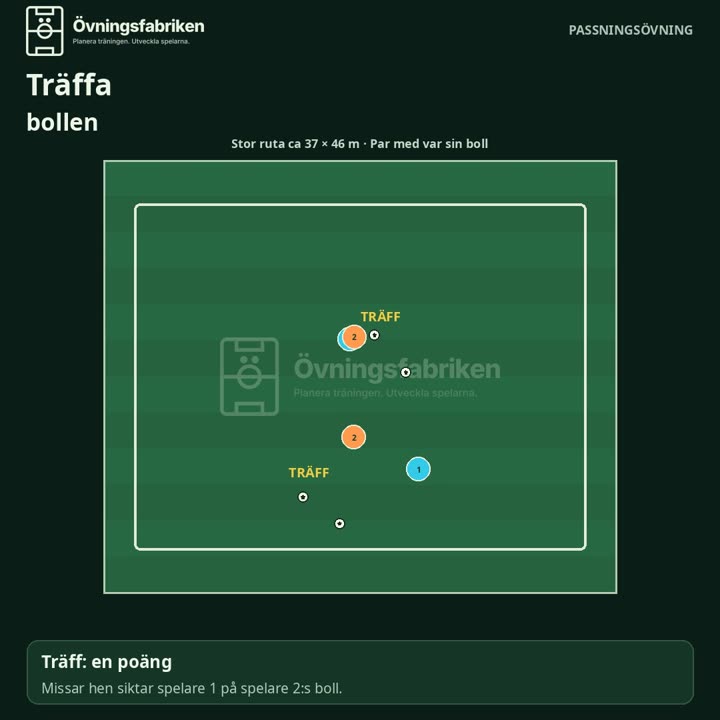 Övningsfabriken
Planera träningen. Utveckla spelarna.
PASSNINGSÖVNING
Träffa
bollen
Stor ruta ca 37 × 46 m · Par med var sin boll
TRÄFF
2
Övningsfabriken
Planera träningen. Utveckla spelarna.
2
1
TRÄFF
Träff: en poäng
Missar hen siktar spelare 1 på spelare 2:s boll.